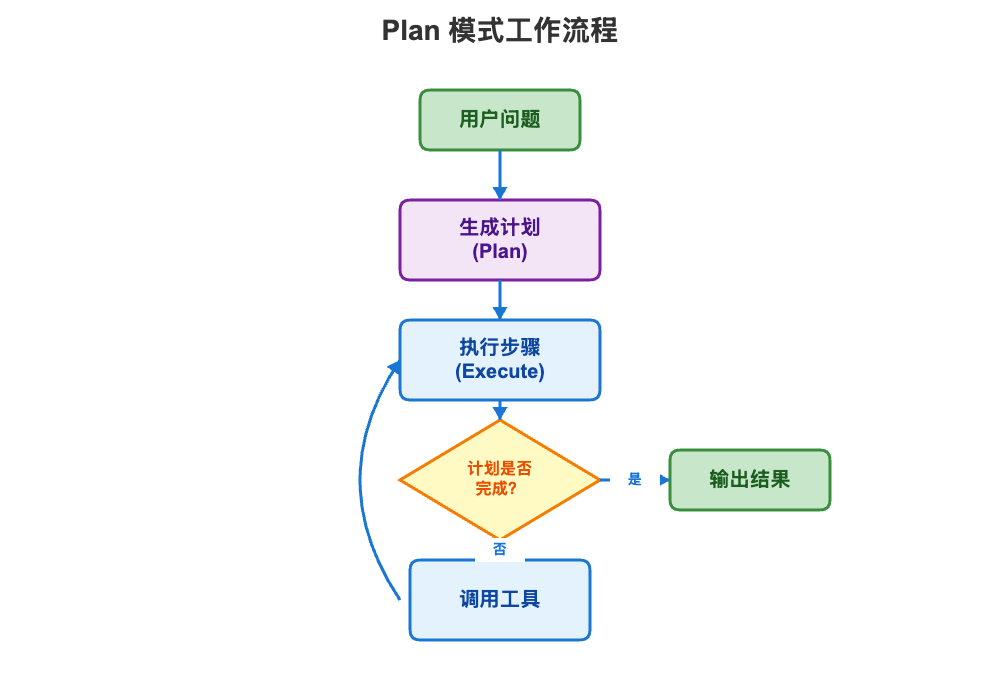 Plan 模式工作流程
用户问题
生成计划
(Plan)
执行步骤
(Execute)
计划是否
完成?
是
输出结果
否
调用工具